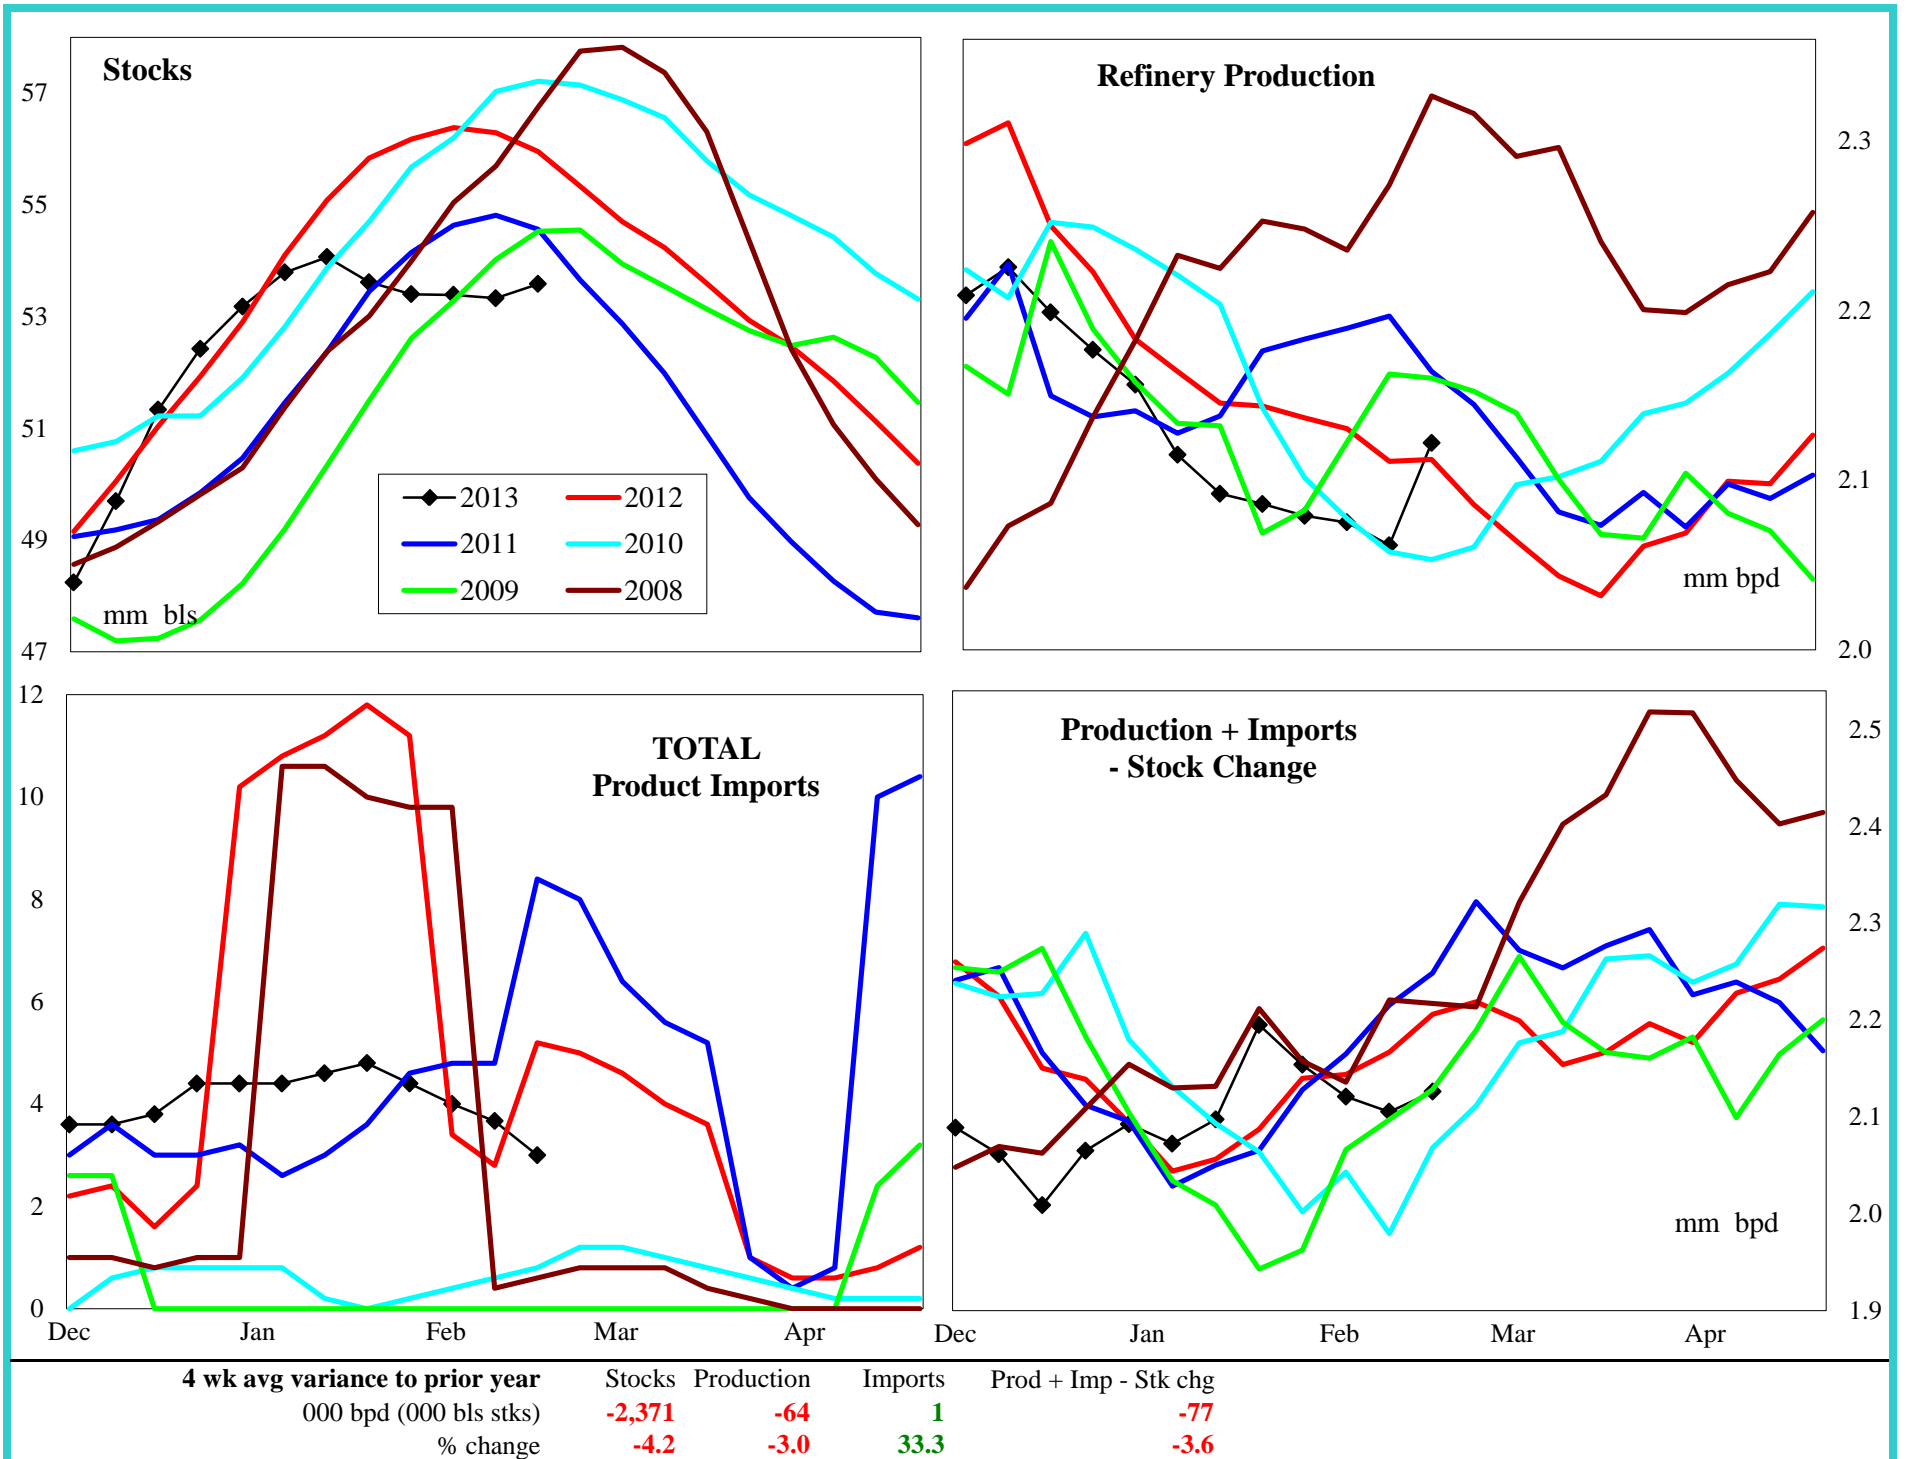 Stocks
57
55
53
51
49
47
mm bls
2013
2012
2011
2010
2009
2008
Refinery Production
2.3
2.2
2.1
2.0
mm bpd
TOTAL
Product Imports
12
10
8
6
4
2
0
Dec Jan Feb Mar Apr
Production + Imports
- Stock Change
2.5
2.4
2.3
2.2
2.1
2.0
1.9
mm bpd
Dec Jan Feb Mar Apr
4 wk avg variance to prior year Stocks Production Imports Prod + Imp - Stk chg
000 bpd (000 bls stks) -2,371 -64 1 -77
% change -4.2 -3.0 33.3 -3.6